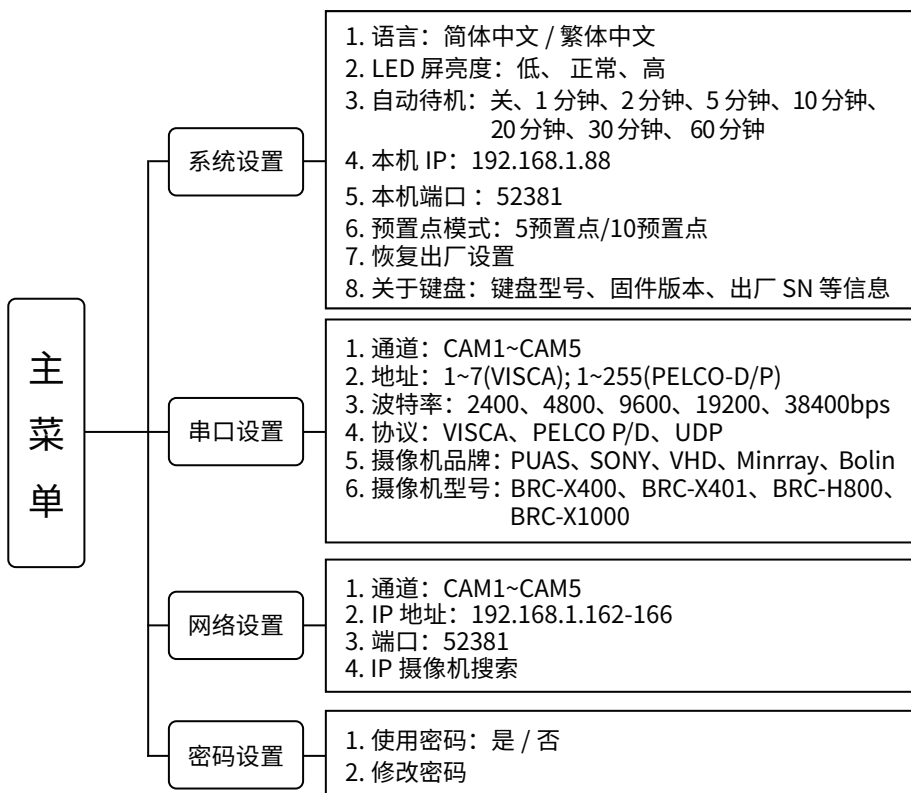 主菜单
系统设置
1. 语言：简体中文 / 繁体中文
2. LED 屏亮度：低、 正常、高
3. 自动待机：关、1 分钟、2 分钟、5 分钟、10 分钟、
20 分钟、30 分钟、 60 分钟
4. 本机 IP：192.168.1.88
5. 本机端口 ：52381
6. 预置点模式：5预置点/10预置点
7. 恢复出厂设置
8. 关于键盘：键盘型号、固件版本、出厂 SN 等信息
串口设置
1. 通道：CAM1~CAM5
2. 地址：1~7(VISCA); 1~255(PELCO-D/P)
3. 波特率：2400、4800、9600、19200、38400bps
4. 协议：VISCA、PELCO P/D、UDP
5. 摄像机品牌：PUAS、SONY、VHD、Minrray、Bolin
6. 摄像机型号：BRC-X400、BRC-X401、BRC-H800、
BRC-X1000
网络设置
1. 通道：CAM1~CAM5
2. IP 地址：192.168.1.162-166
3. 端口：52381
4. IP 摄像机搜索
密码设置
1. 使用密码：是 / 否
2. 修改密码